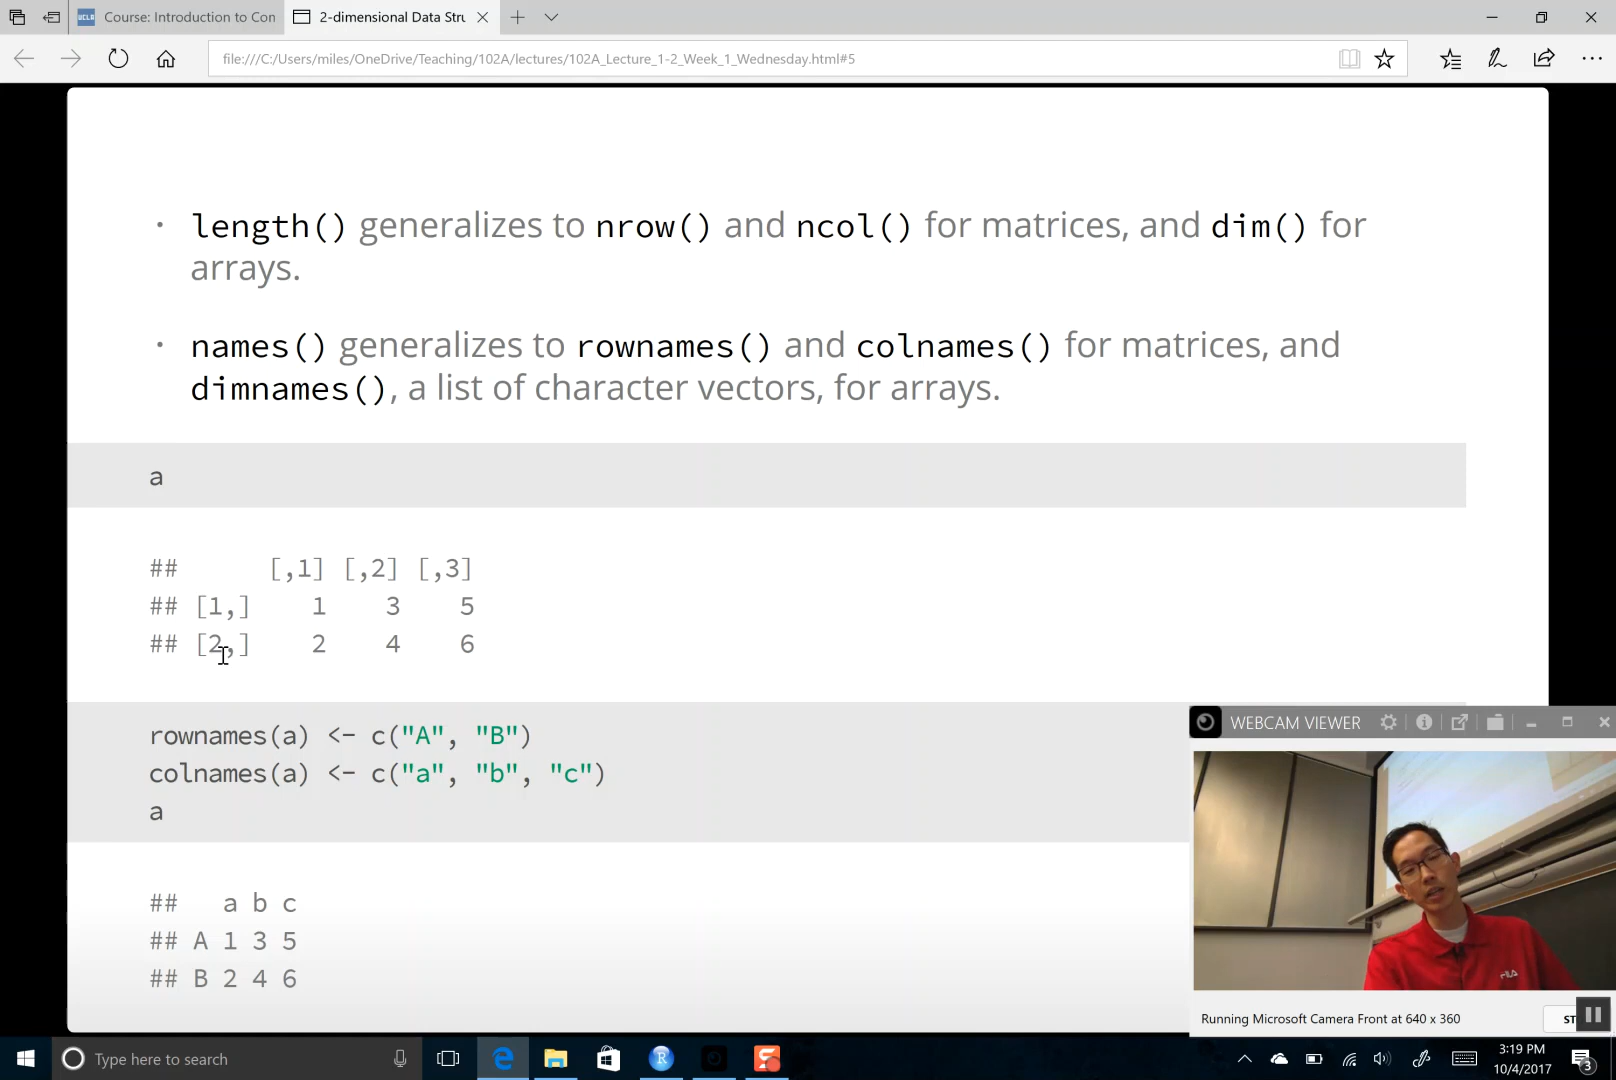 Course: Introduction to Con
2-dimensional Data Stru
file:///C:/Users/miles/OneDrive/Teaching/102A/lectures/102A_Lecture_1-2_Week_1_Wednesday.html#5
· length() generalizes to nrow() and ncol() for matrices, and dim() for
arrays.
· names() generalizes to rownames() and colnames() for matrices, and
dimnames(), a list of character vectors, for arrays.
a
##      [,1] [,2] [,3]
## [1,]    1    3    5
## [2,]    2    4    6
rownames(a) <- c("A", "B")
colnames(a) <- c("a", "b", "c")
a
##   a b c
## A 1 3 5
## B 2 4 6
WEBCAM VIEWER
FILA
Running Microsoft Camera Front at 640 x 360
ST
Type here to search
3:19 PM
10/4/2017
3